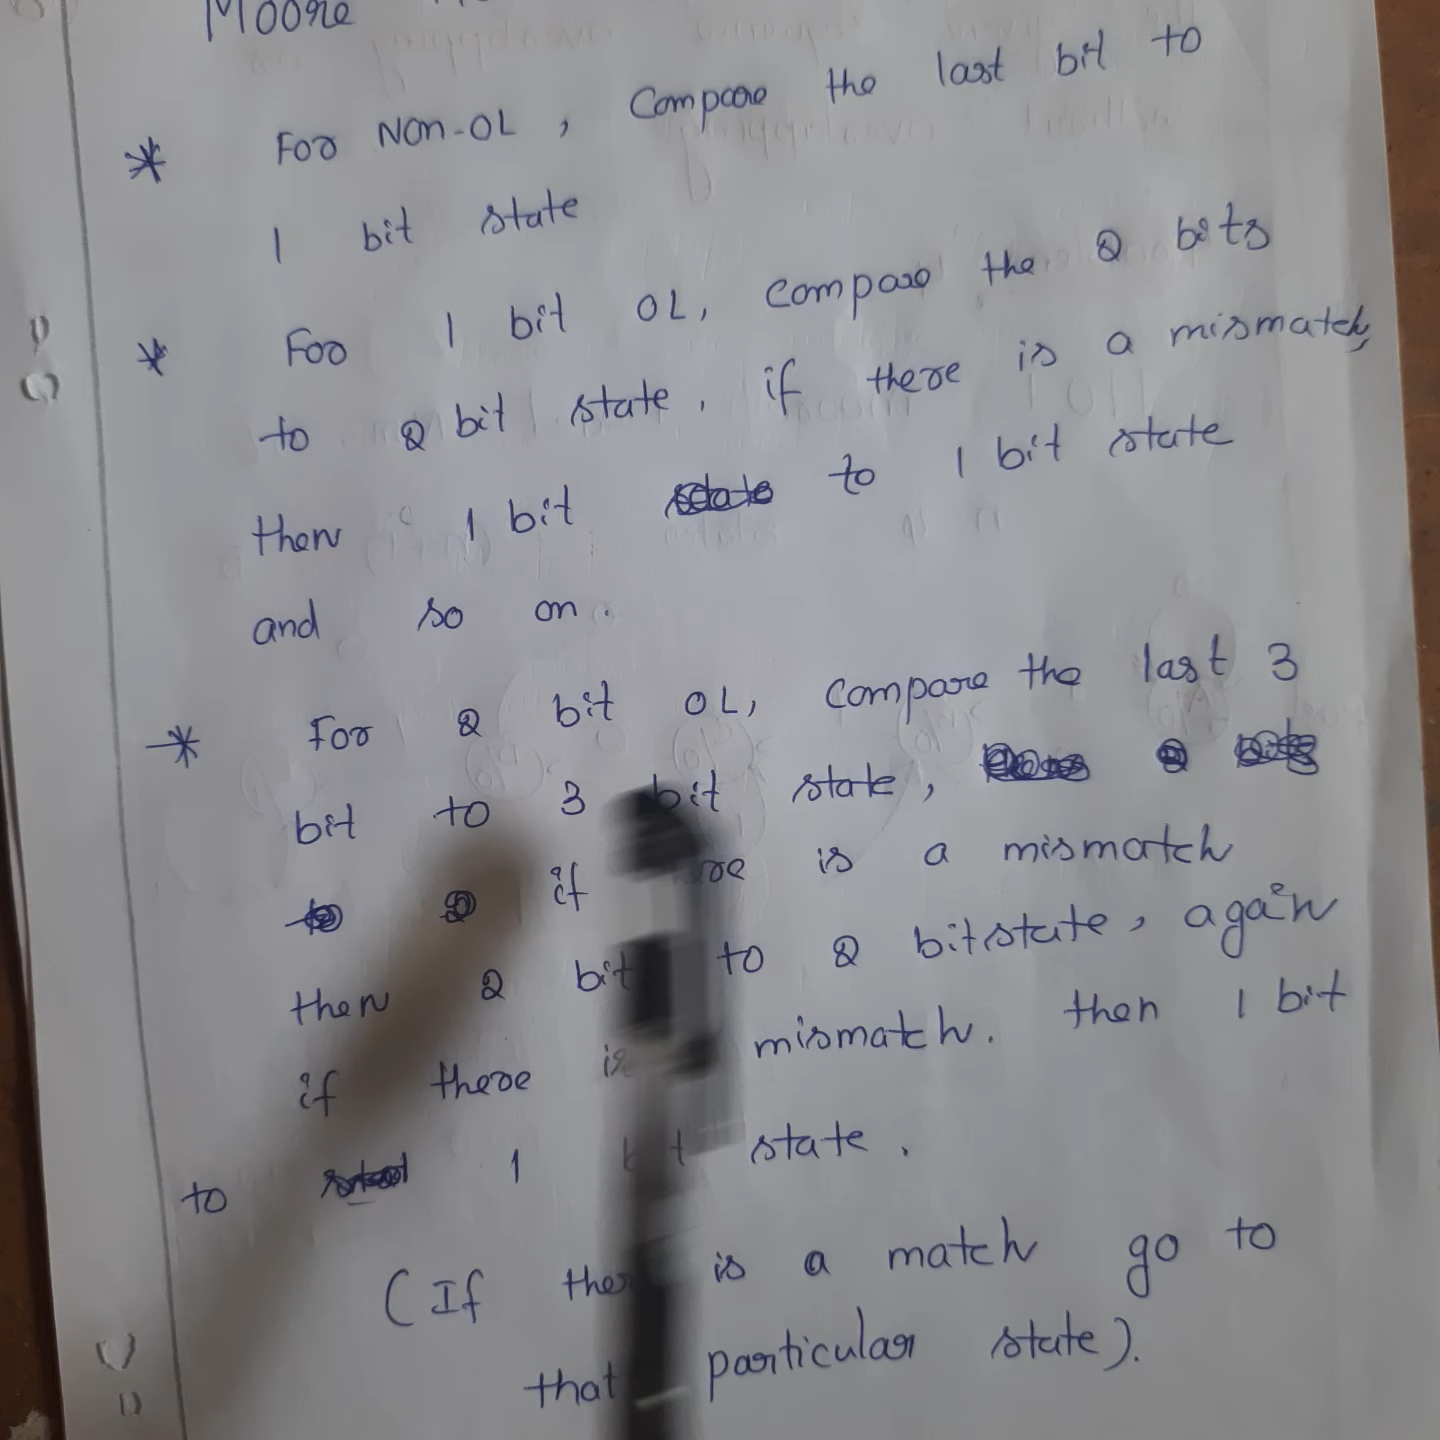 Moore
* For NON-OL, Compare the last bit to
1 bit state
* For 1 bit OL, compare the 2 bits
to 2 bit state, if there is a mismatch,
then 1 bit to 1 bit state
and so on.
* For 2 bit OL, compare the last 3
bit to 3 bit state,
if is a mismatch
then 2 bit to 2 bit state, again
if there is mismatch. then 1 bit
to 1 bit state.
(If there is a match go to
that particular state).